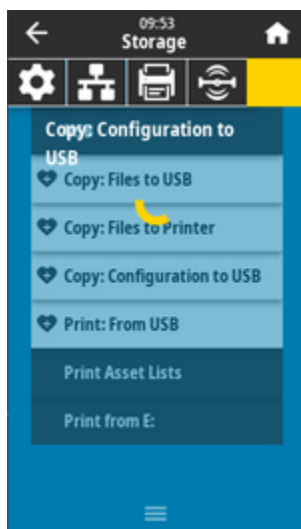 09:53
Storage
Copy: Configuration to
USB
Copy: Files to USB
Copy: Files to Printer
Copy: Configuration to USB
Print: From USB
Print Asset Lists
Print from E: